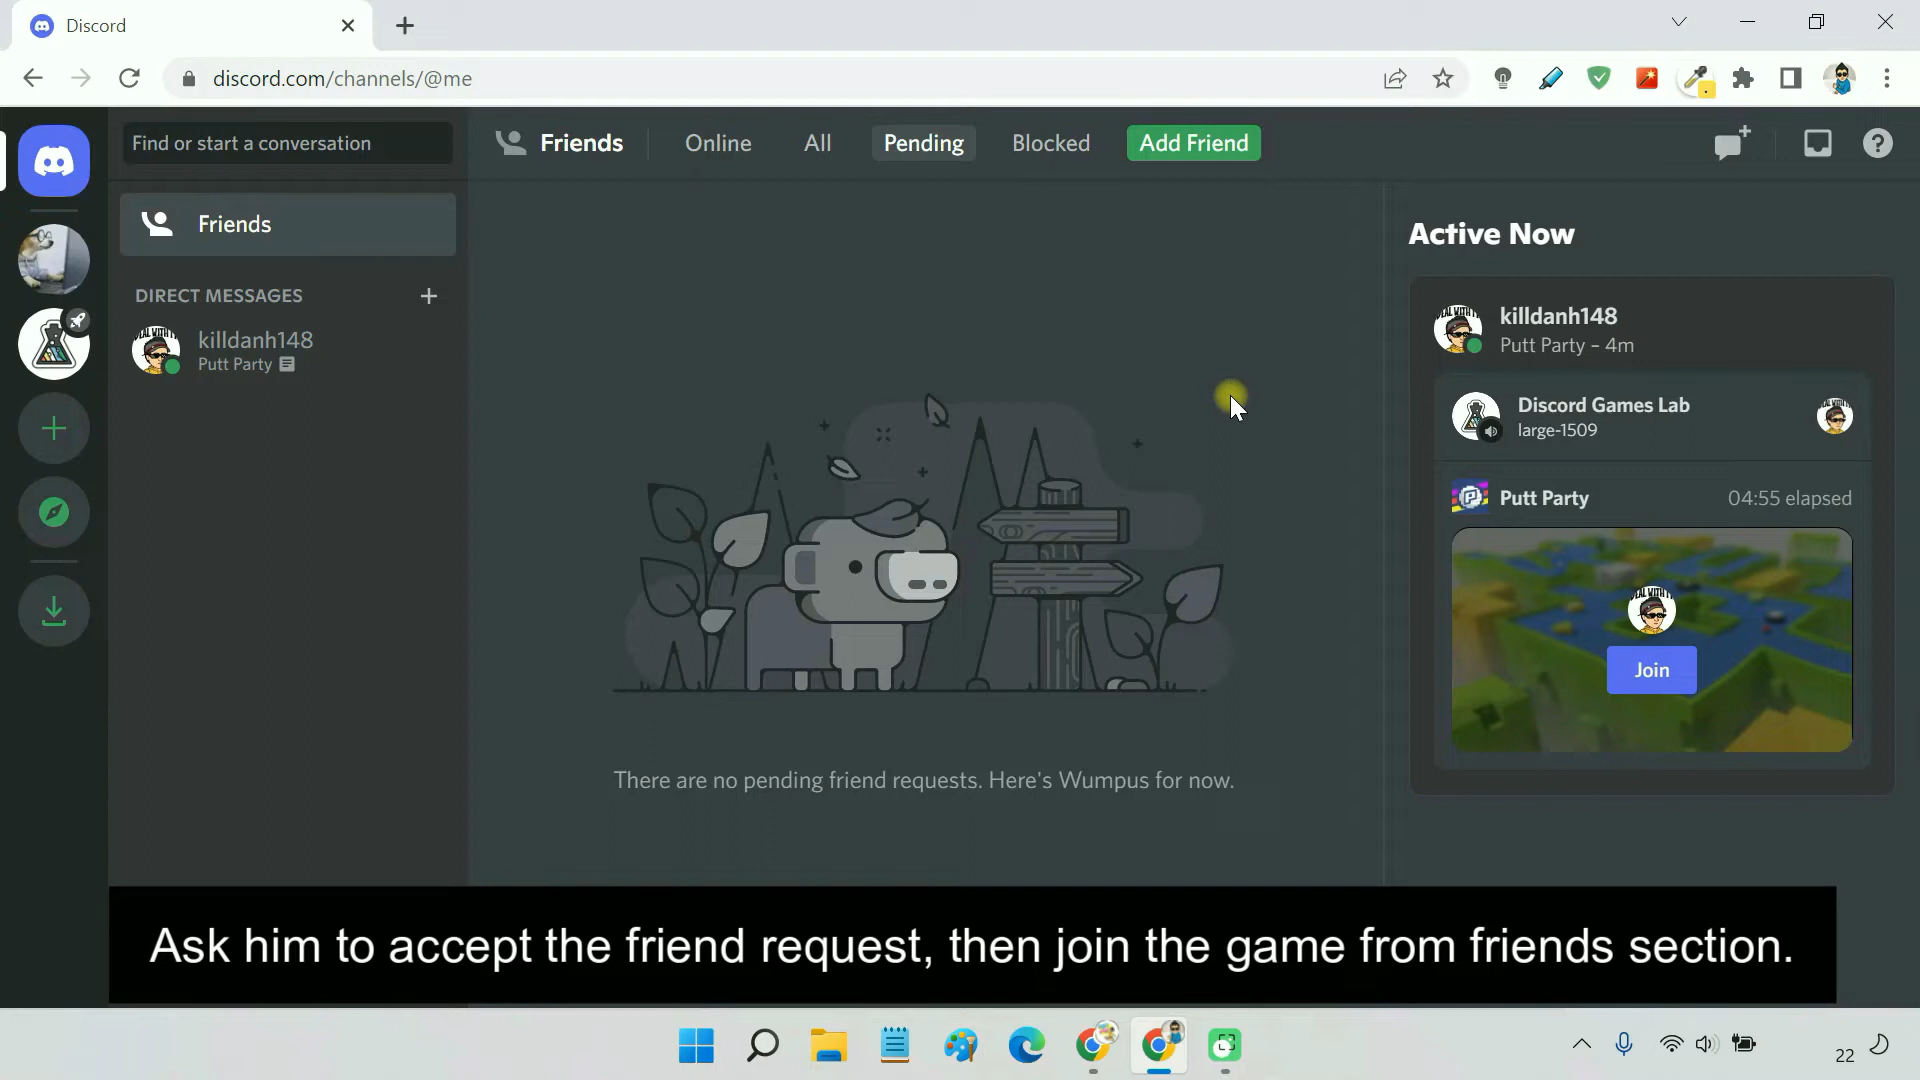 Discord
discord.com/channels/@me
Find or start a conversation
Friends
Online
All
Pending
Blocked
Add Friend
Friends
DIRECT MESSAGES
killdanh148
Putt Party
There are no pending friend requests. Here's Wumpus for now.
Active Now
killdanh148
Putt Party – 4m
Discord Games Lab
large-1509
Putt Party
04:55 elapsed
Join
Ask him to accept the friend request, then join the game from friends section.
22